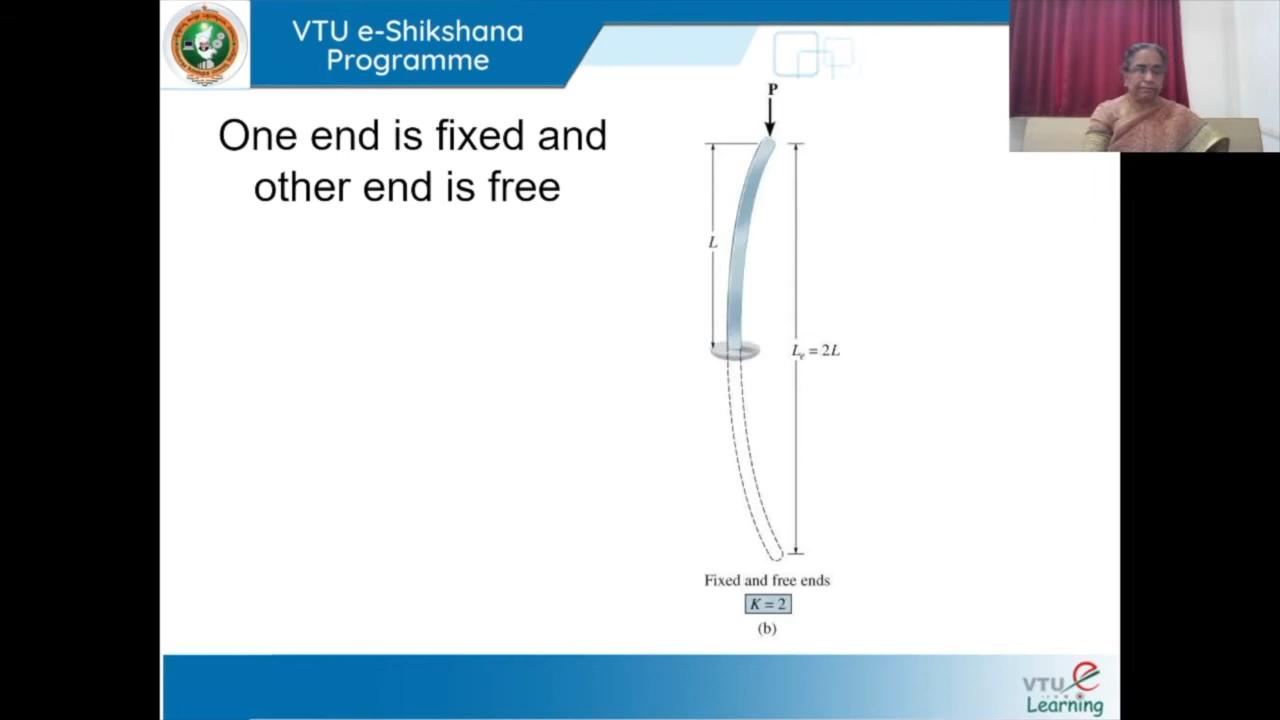 VTU e-Shikshana
Programme
One end is fixed and
other end is free
P
L
Lₑ = 2L
Fixed and free ends
K = 2
(b)
VTU e
Learning